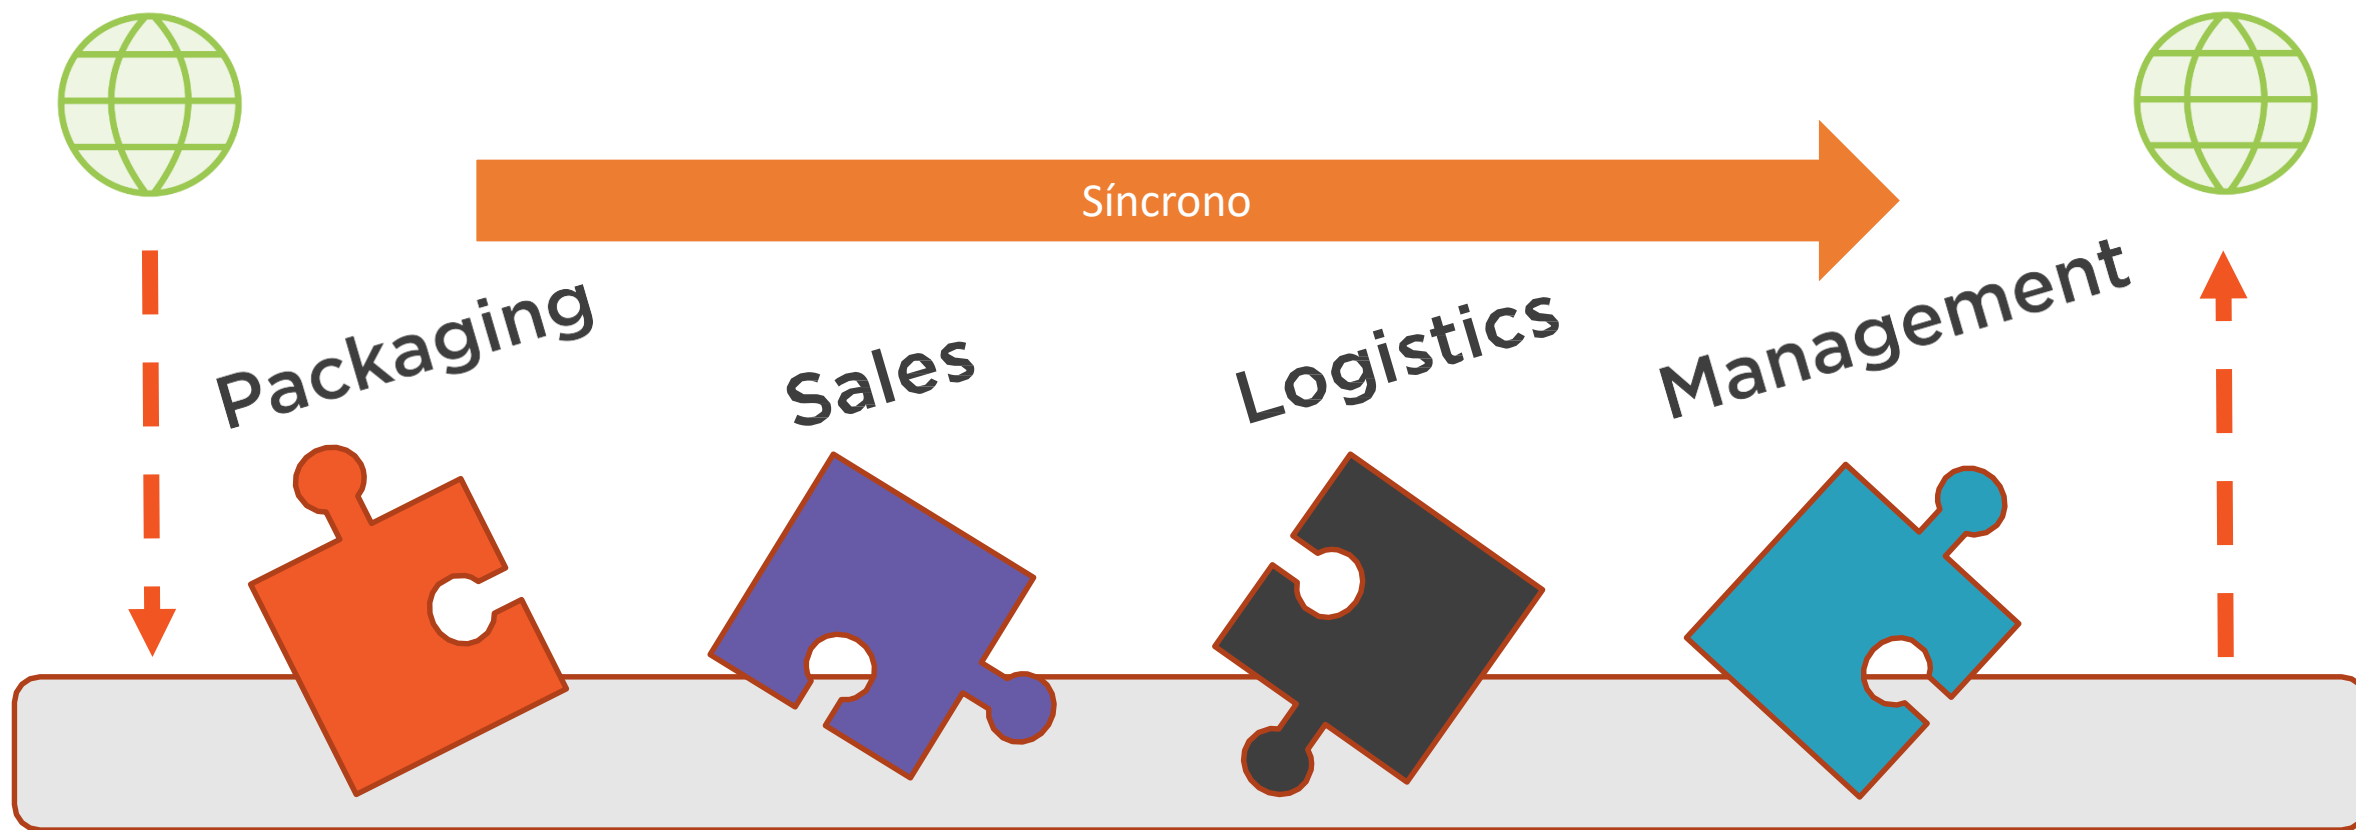 Síncrono
Packaging
Sales
Logistics
Management